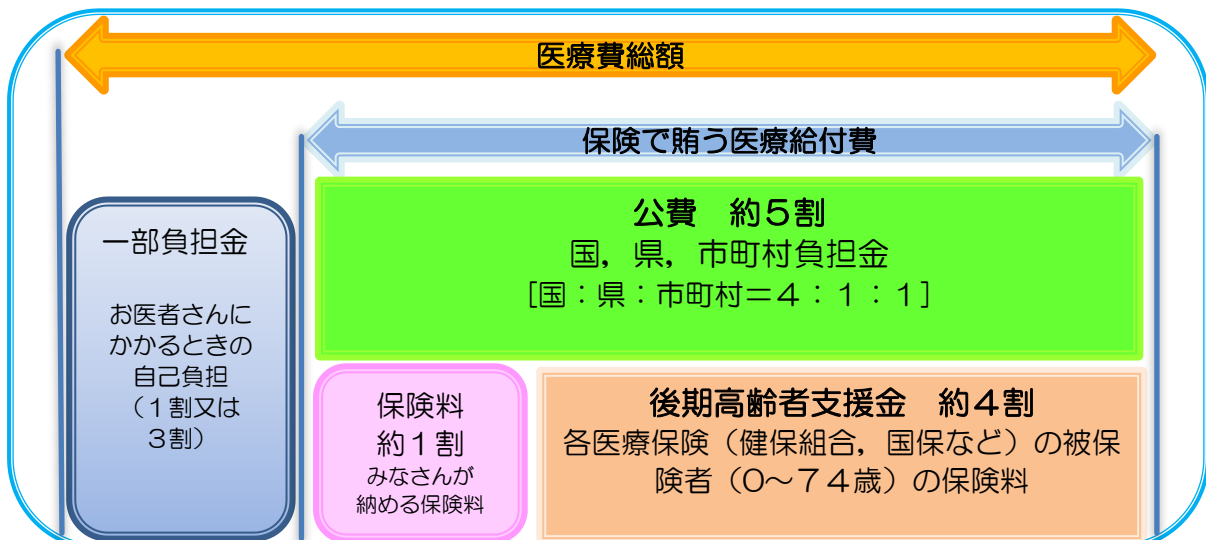 医療費総額
保険で賄う医療給付費
一部負担金
お医者さんに
かかるときの
自己負担
（１割又は
３割）
公費　約５割
国，県，市町村負担金
［国：県：市町村＝４：１：１］
保険料
約１割
みなさんが
納める保険料
後期高齢者支援金　約４割
各医療保険（健保組合，国保など）の被保
険者（0～７４歳）の保険料